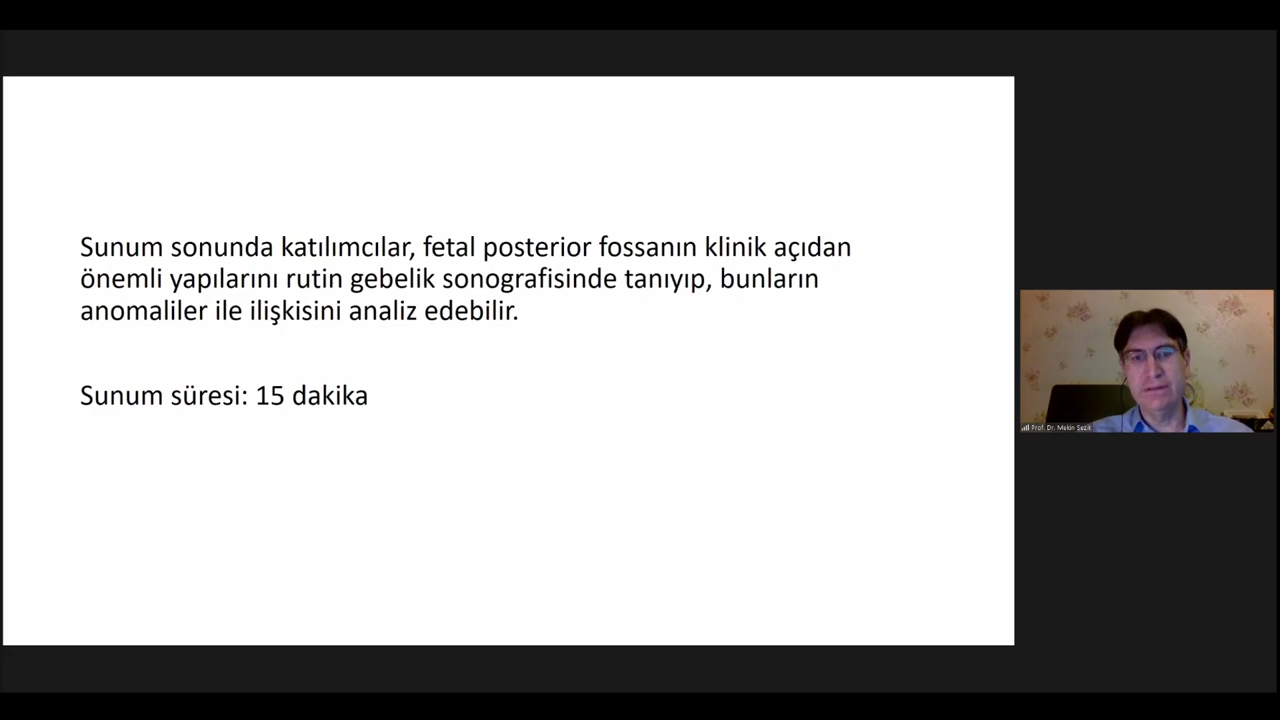 Sunum sonunda katılımcılar, fetal posterior fossanın klinik açıdan
önemli yapılarını rutin gebelik sonografisinde tanıyıp, bunların
anomaliler ile ilişkisini analiz edebilir.
Sunum süresi: 15 dakika
Prof. Dr. Mekin Sezik